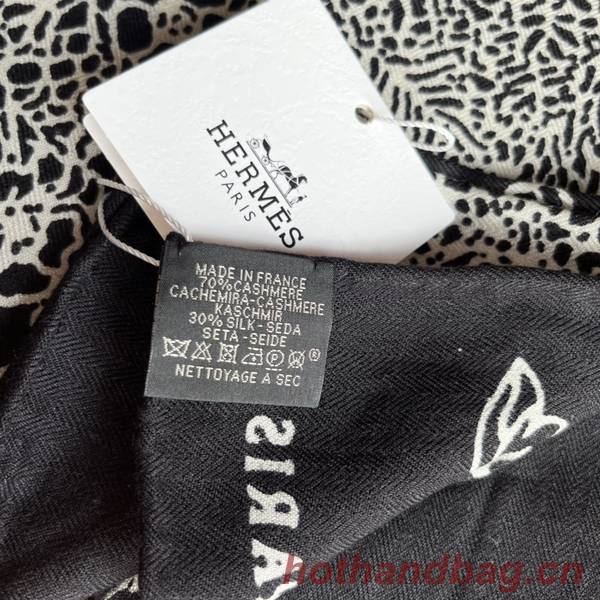 HERMES
PARIS
MADE IN FRANCE
70%CASHMERE
CACHEMIRA-CASHMERE
KASCHMIR
30% SILK-SEDA
SETA-SEIDE
P ®
NETTOYAGE A SEC
ARIS
hothandbag.cn